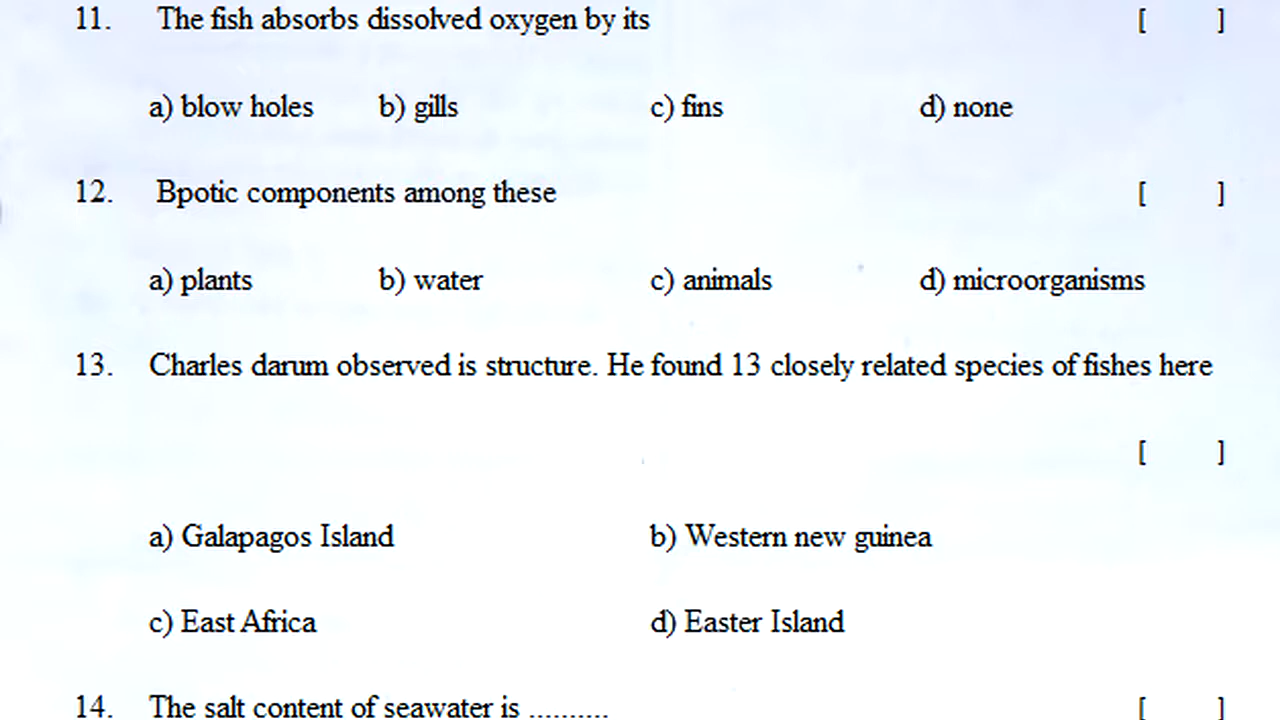 11. The fish absorbs dissolved oxygen by its [ ]
a) blow holes b) gills c) fins d) none
12. Bpotic components among these [ ]
a) plants b) water c) animals d) microorganisms
13. Charles darum observed is structure. He found 13 closely related species of fishes here
[ ]
a) Galapagos Island b) Western new guinea
c) East Africa d) Easter Island
14. The salt content of seawater is .......... [ ]